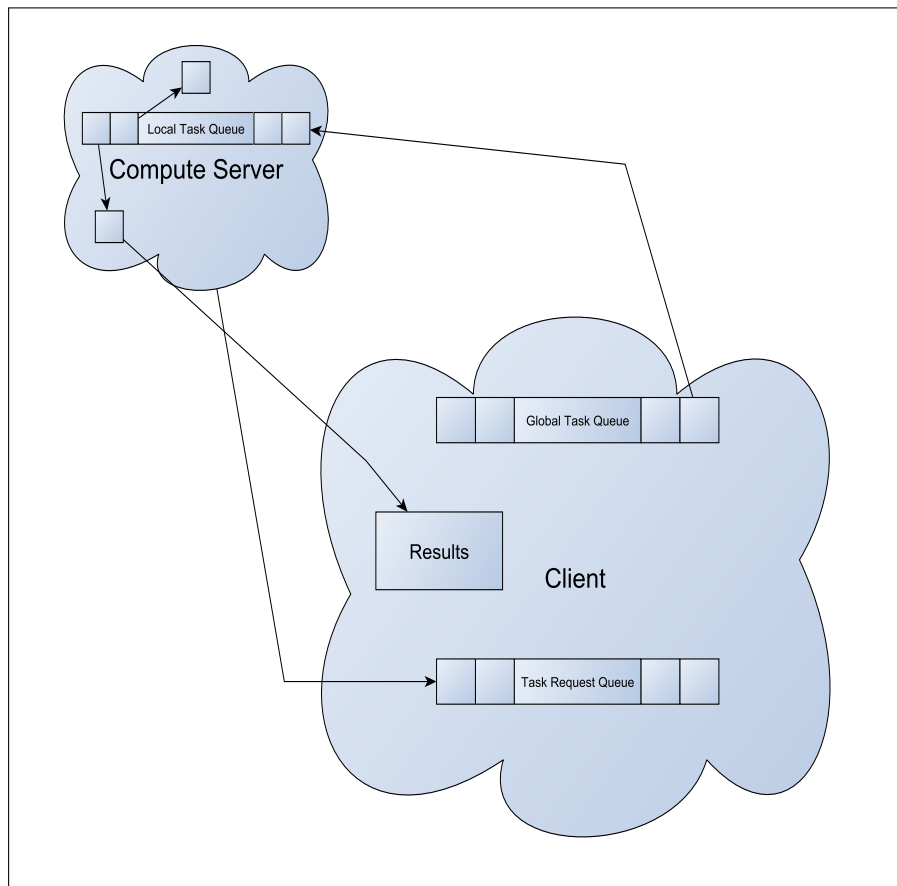 Local Task Queue
Compute Server
Global Task Queue
Results
Client
Task Request Queue